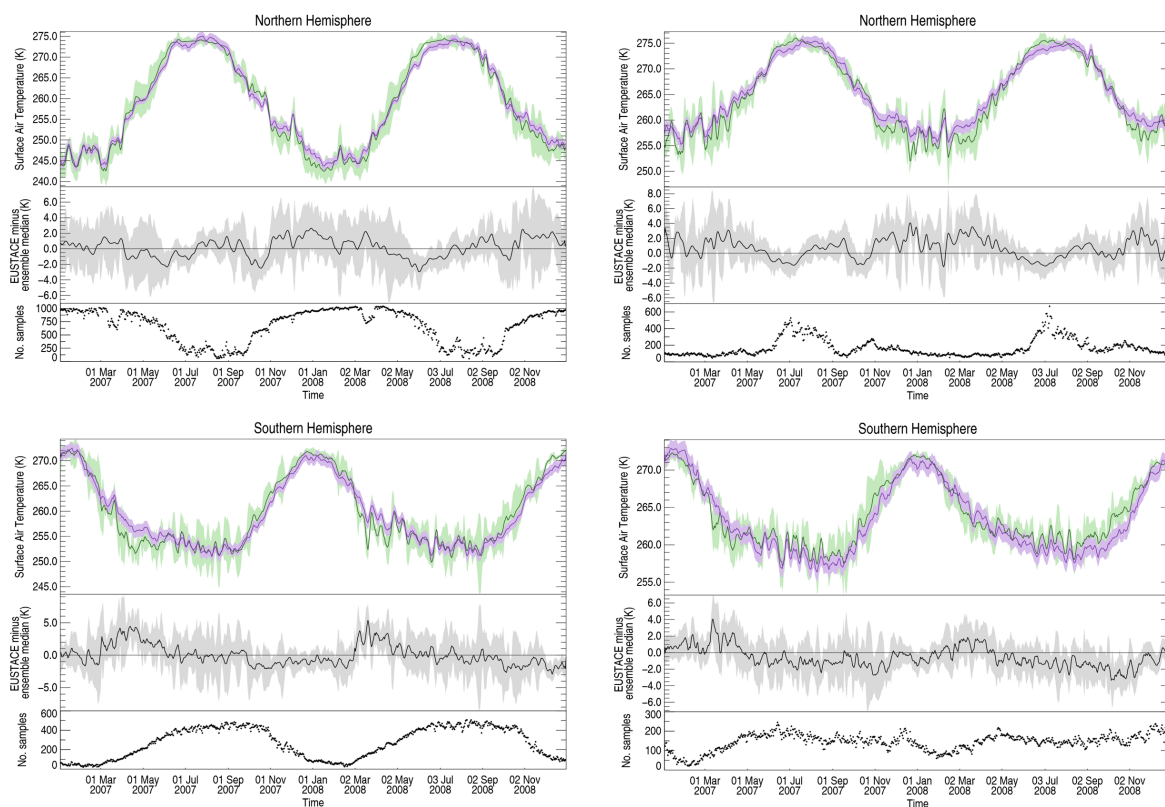 Northern Hemisphere
Surface Air Temperature (K)
275.0
270.0
265.0
260.0
255.0
250.0
245.0
240.0
EUSTACE minus
ensemble median (K)
6.0
4.0
2.0
0.0
-2.0
-4.0
-6.0
No. samples
1000
750
500
250
0
01 Mar 01 May 01 Jul 01 Sep 01 Nov 01 Jan 02 Mar 02 May 03 Jul 02 Sep 02 Nov
2007 2007 2007 2007 2007 2008 2008 2008 2008 2008 2008
Time
Northern Hemisphere
Surface Air Temperature (K)
275.0
270.0
265.0
260.0
255.0
250.0
EUSTACE minus
ensemble median (K)
8.0
6.0
4.0
2.0
0.0
-2.0
-4.0
-6.0
No. samples
600
400
200
0
01 Mar 01 May 01 Jul 01 Sep 01 Nov 01 Jan 02 Mar 02 May 03 Jul 02 Sep 02 Nov
2007 2007 2007 2007 2007 2008 2008 2008 2008 2008 2008
Time
Southern Hemisphere
Surface Air Temperature (K)
270.0
265.0
260.0
255.0
250.0
245.0
EUSTACE minus
ensemble median (K)
5.0
0.0
-5.0
No. samples
600
400
200
0
01 Mar 01 May 01 Jul 01 Sep 01 Nov 01 Jan 02 Mar 02 May 03 Jul 02 Sep 02 Nov
2007 2007 2007 2007 2007 2008 2008 2008 2008 2008 2008
Time
Southern Hemisphere
Surface Air Temperature (K)
270.0
265.0
260.0
255.0
EUSTACE minus
ensemble median (K)
6.0
4.0
2.0
0.0
-2.0
-4.0
-6.0
No. samples
300
200
100
0
01 Mar 01 May 01 Jul 01 Sep 01 Nov 01 Jan 02 Mar 02 May 03 Jul 02 Sep 02 Nov
2007 2007 2007 2007 2007 2008 2008 2008 2008 2008 2008
Time